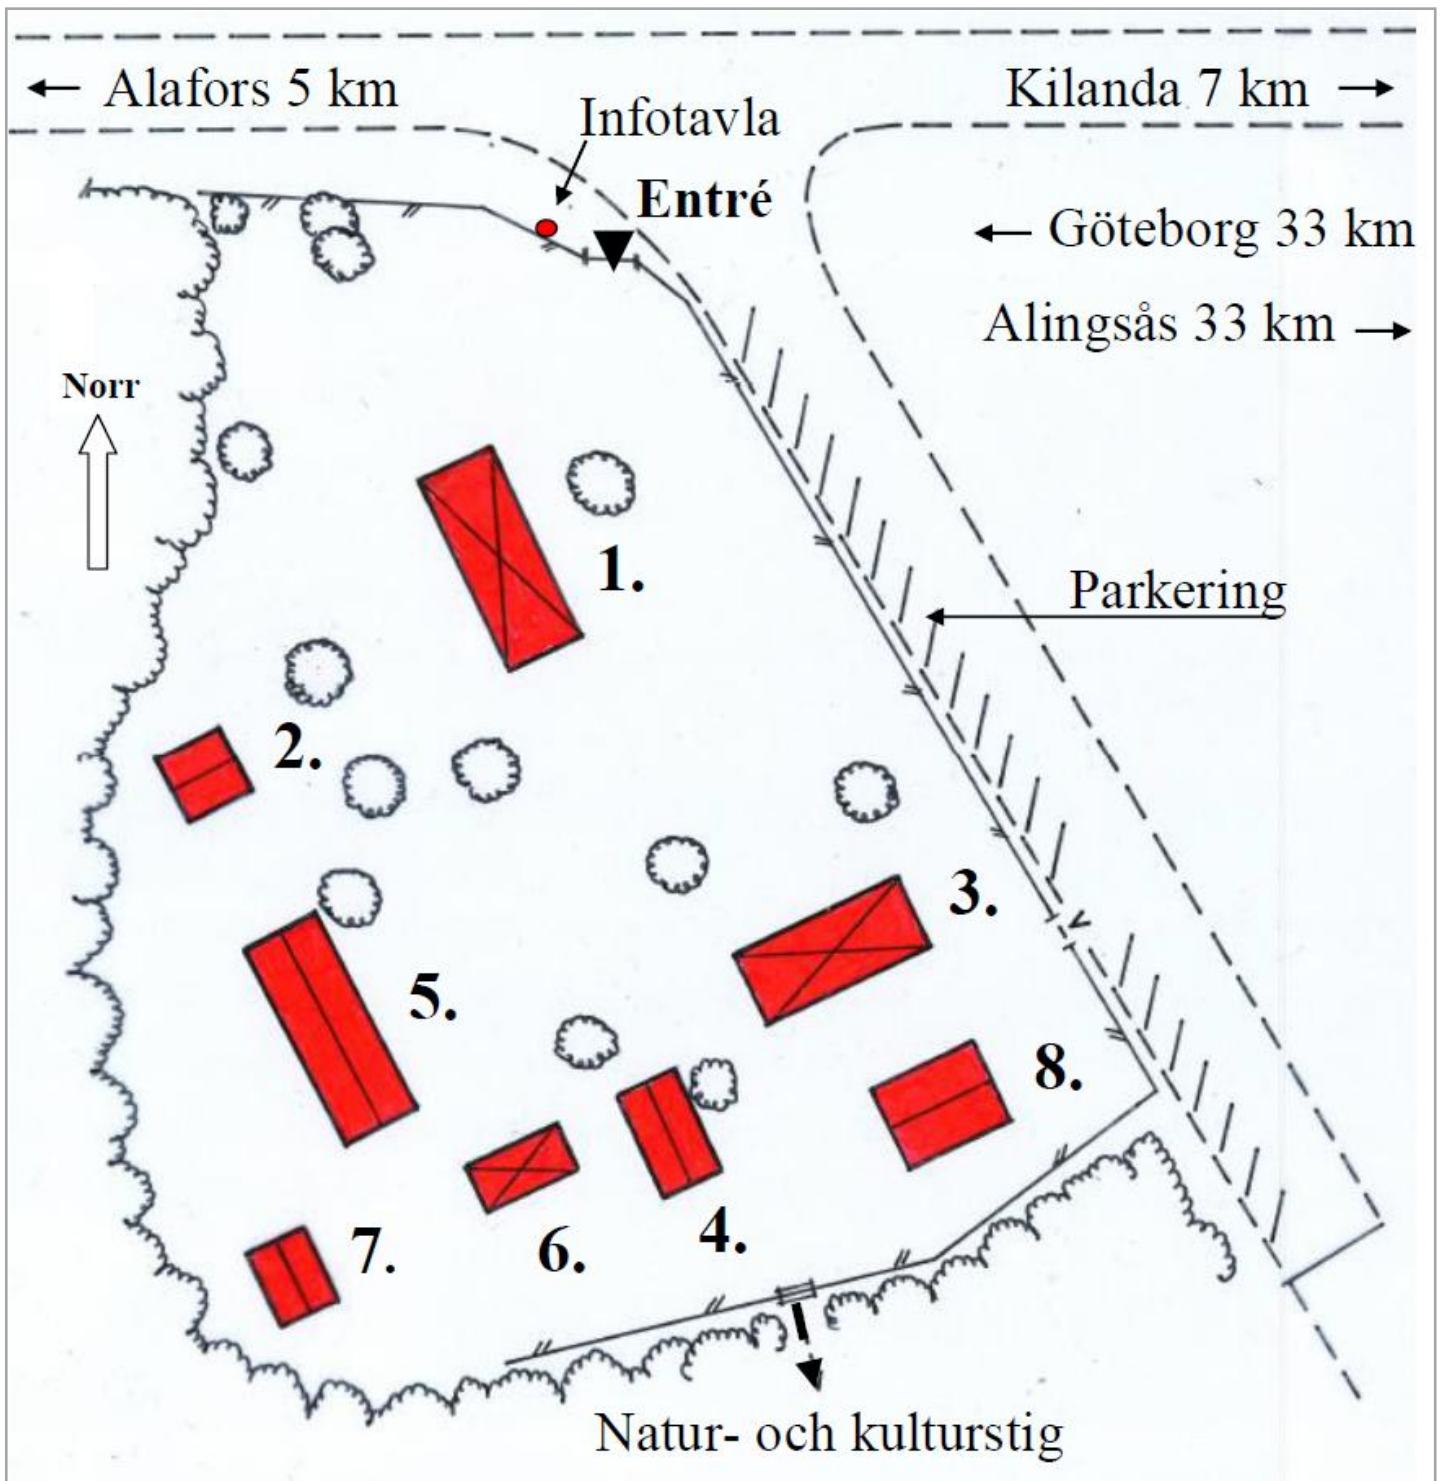 ← Alafors 5 km
Kilanda 7 km →
Infotavla
Entré
← Göteborg 33 km
Alingsås 33 km →
Norr
1.
Parkering
2.
3.
5.
8.
4.
6.
7.
Natur- och kulturstig